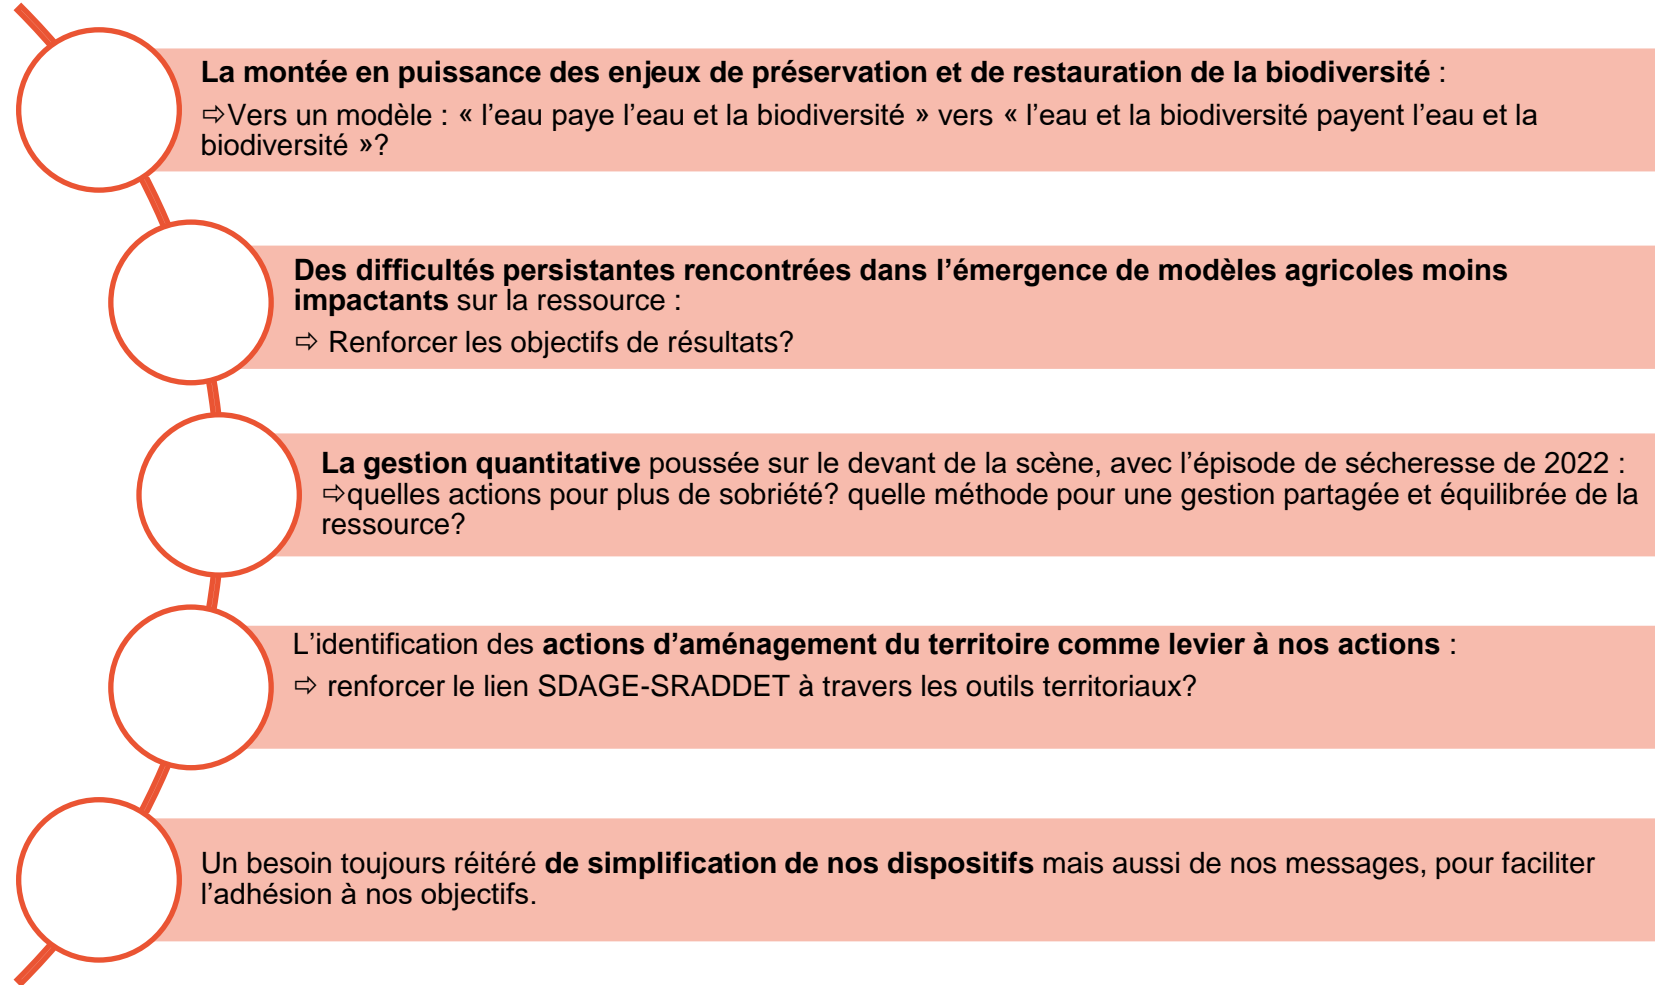 La montée en puissance des enjeux de préservation et de restauration de la biodiversité :
⇨Vers un modèle : « l’eau paye l’eau et la biodiversité » vers « l’eau et la biodiversité payent l’eau et la
biodiversité »?
Des difficultés persistantes rencontrées dans l’émergence de modèles agricoles moins
impactants sur la ressource :
⇨ Renforcer les objectifs de résultats?
La gestion quantitative poussée sur le devant de la scène, avec l’épisode de sécheresse de 2022 :
⇨quelles actions pour plus de sobriété? quelle méthode pour une gestion partagée et équilibrée de la
ressource?
L’identification des actions d’aménagement du territoire comme levier à nos actions :
⇨ renforcer le lien SDAGE-SRADDET à travers les outils territoriaux?
Un besoin toujours réitéré de simplification de nos dispositifs mais aussi de nos messages, pour faciliter
l’adhésion à nos objectifs.